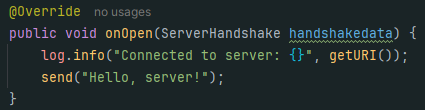 @Override no usages
public void onOpen(ServerHandshake handshakedata) {
log.info("Connected to server: {}", getURI());
send("Hello, server!");
}